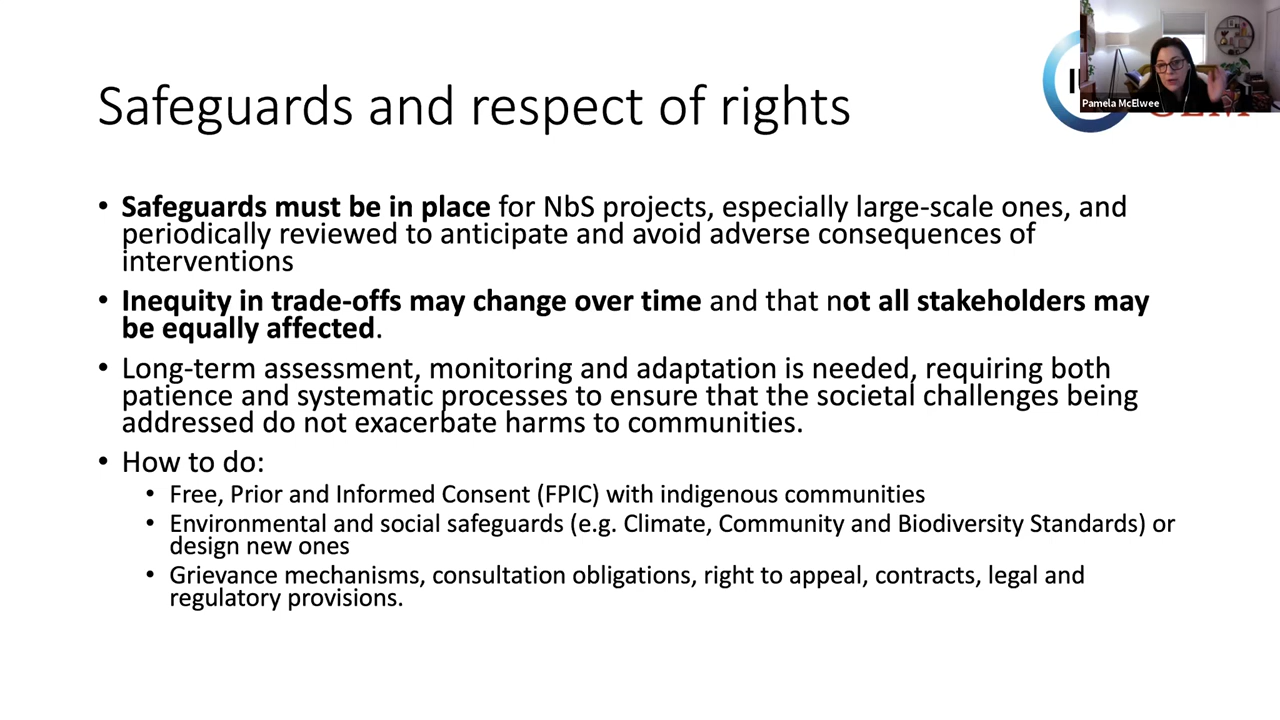 Pamela McElwee
Safeguards and respect of rights
• Safeguards must be in place for NbS projects, especially large-scale ones, and
periodically reviewed to anticipate and avoid adverse consequences of
interventions
• Inequity in trade-offs may change over time and that not all stakeholders may
be equally affected.
• Long-term assessment, monitoring and adaptation is needed, requiring both
patience and systematic processes to ensure that the societal challenges being
addressed do not exacerbate harms to communities.
• How to do:
• Free, Prior and Informed Consent (FPIC) with indigenous communities
• Environmental and social safeguards (e.g. Climate, Community and Biodiversity Standards) or
design new ones
• Grievance mechanisms, consultation obligations, right to appeal, contracts, legal and
regulatory provisions.